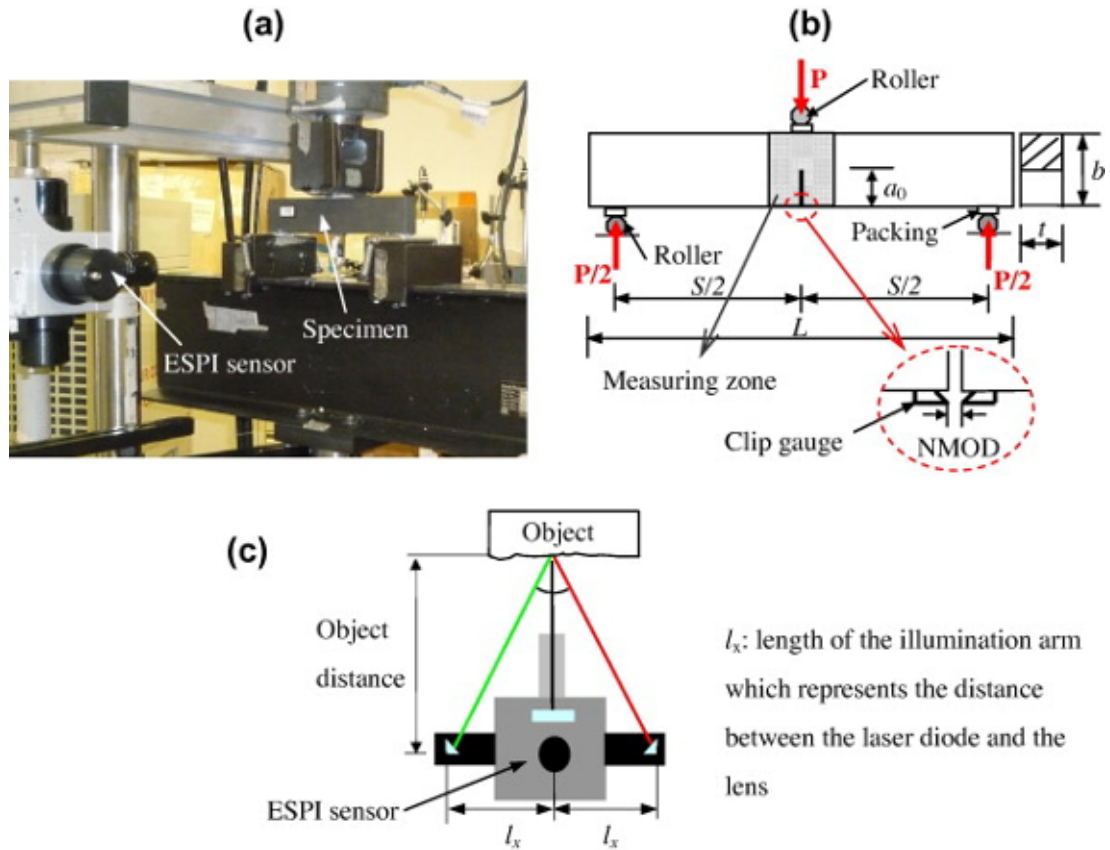 (a)
Specimen
ESPI sensor
(b)
P
Roller
a₀
b
Packing
t
Roller
P/2
S/2
S/2
P/2
L
Measuring zone
Clip gauge
NMOD
(c)
Object
Object
distance
ESPI sensor
lₓ
lₓ
lₓ: length of the illumination arm
which represents the distance
between the laser diode and the
lens